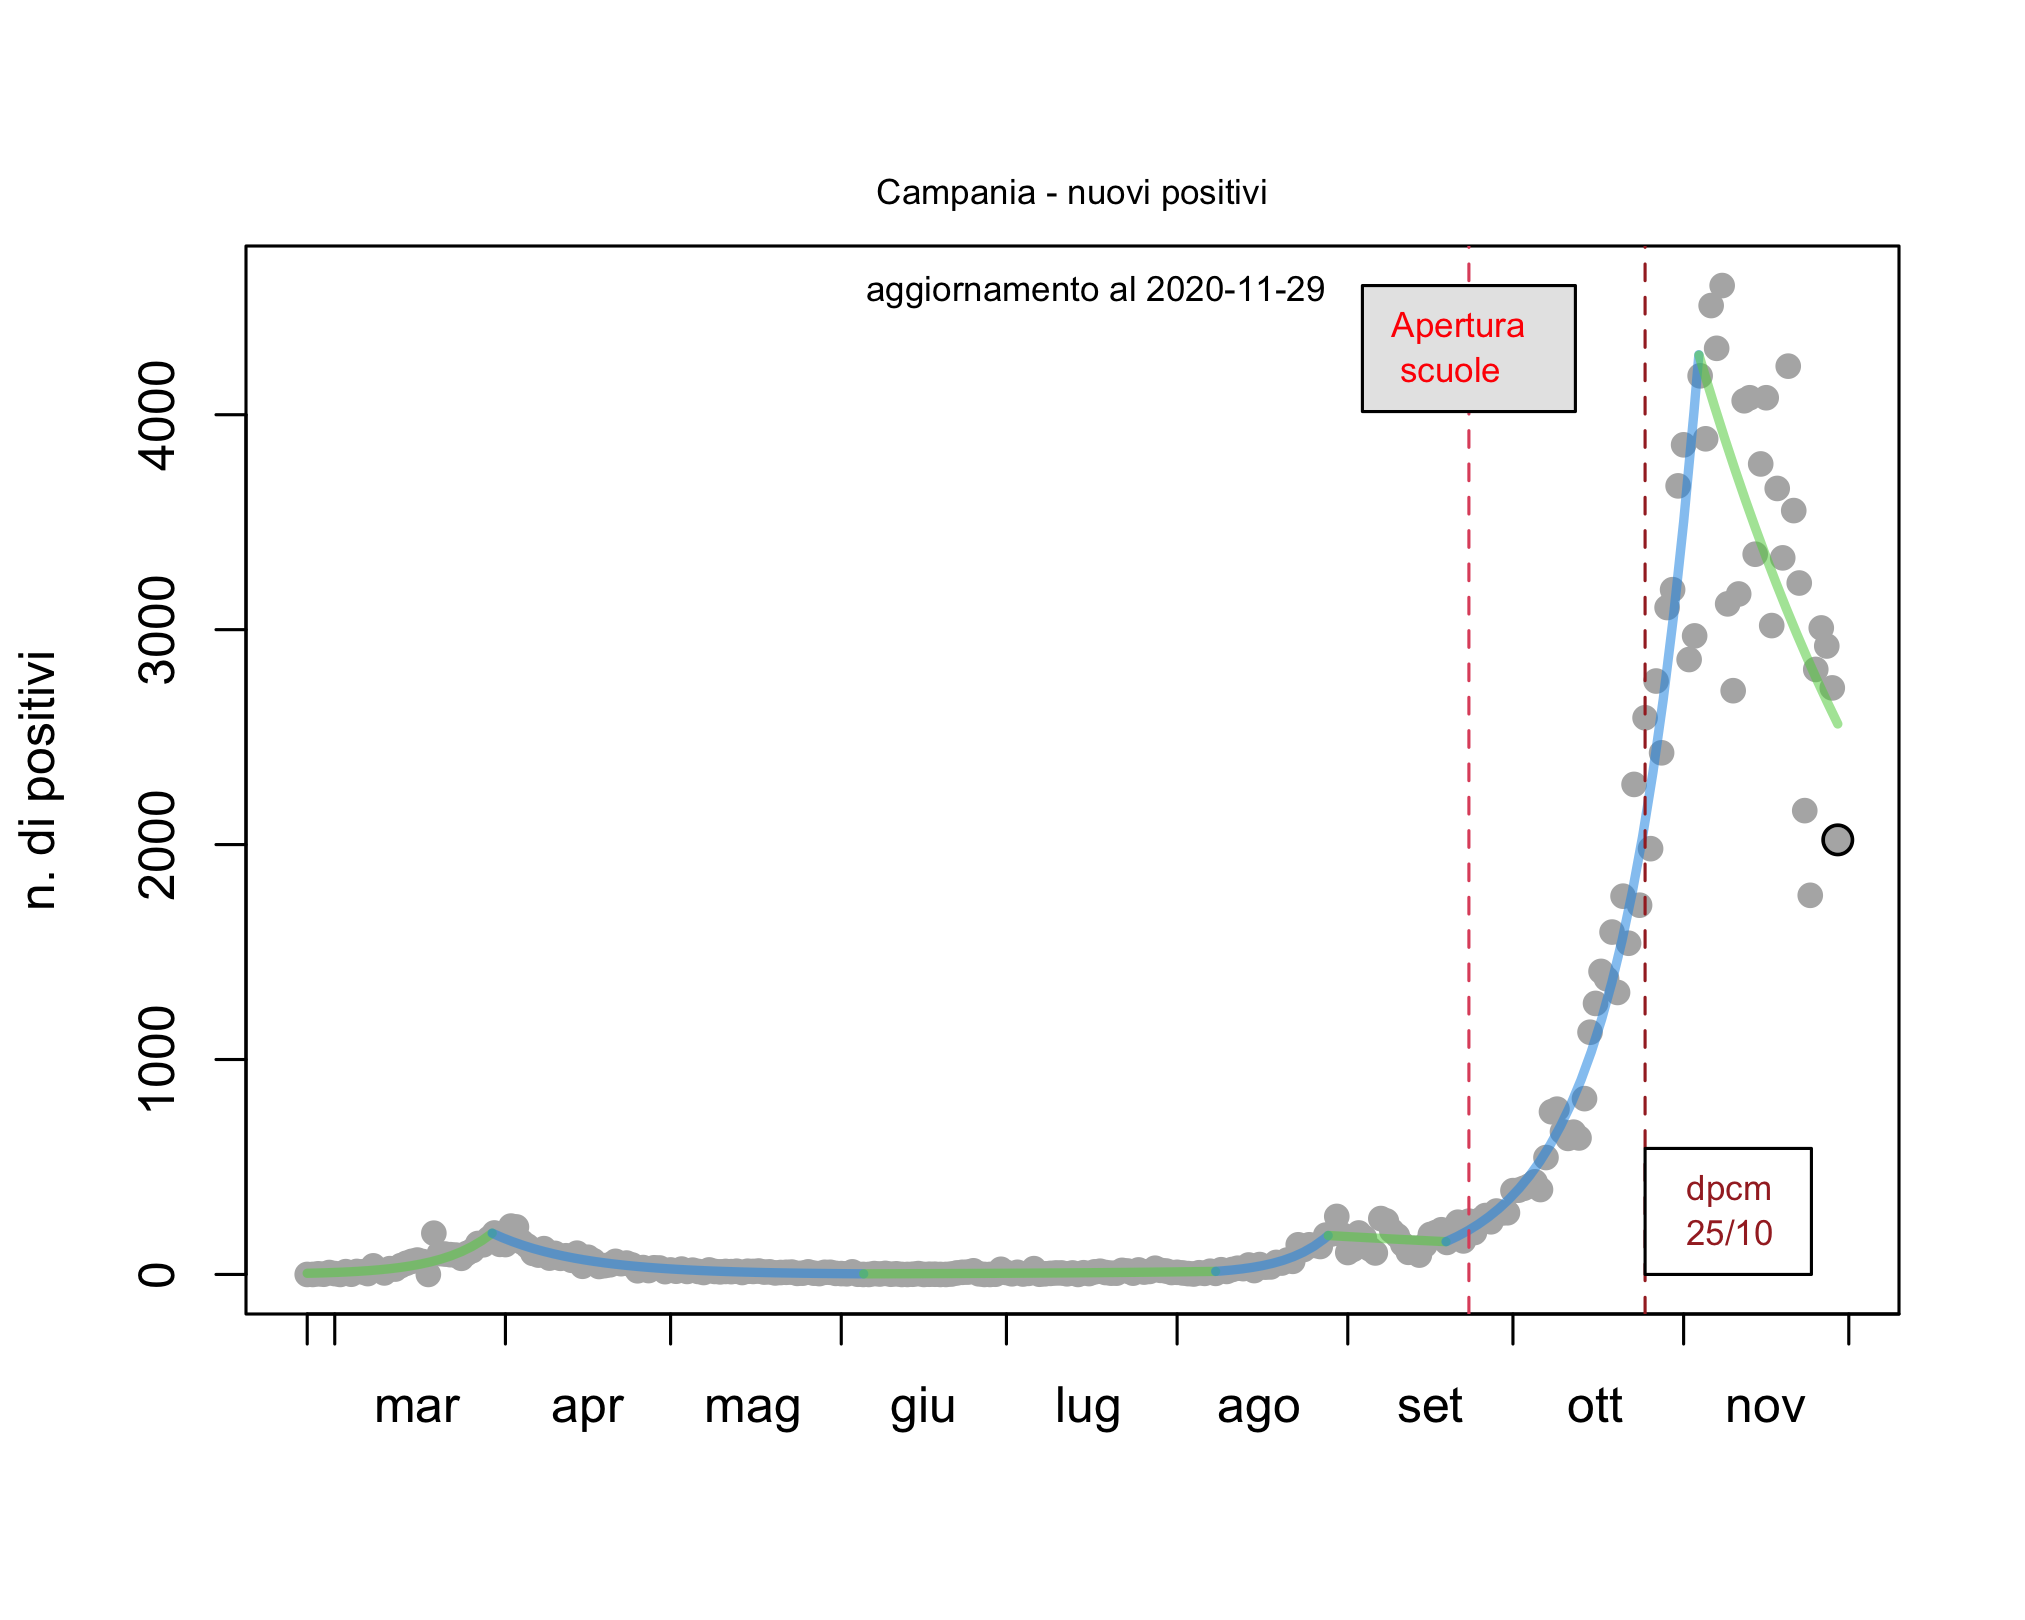 Campania - nuovi positivi
aggiornamento al 2020-11-29
Apertura
scuole
n. di positivi
4000
3000
2000
1000
0
dpcm
25/10
mar apr mag giu lug ago set ott nov